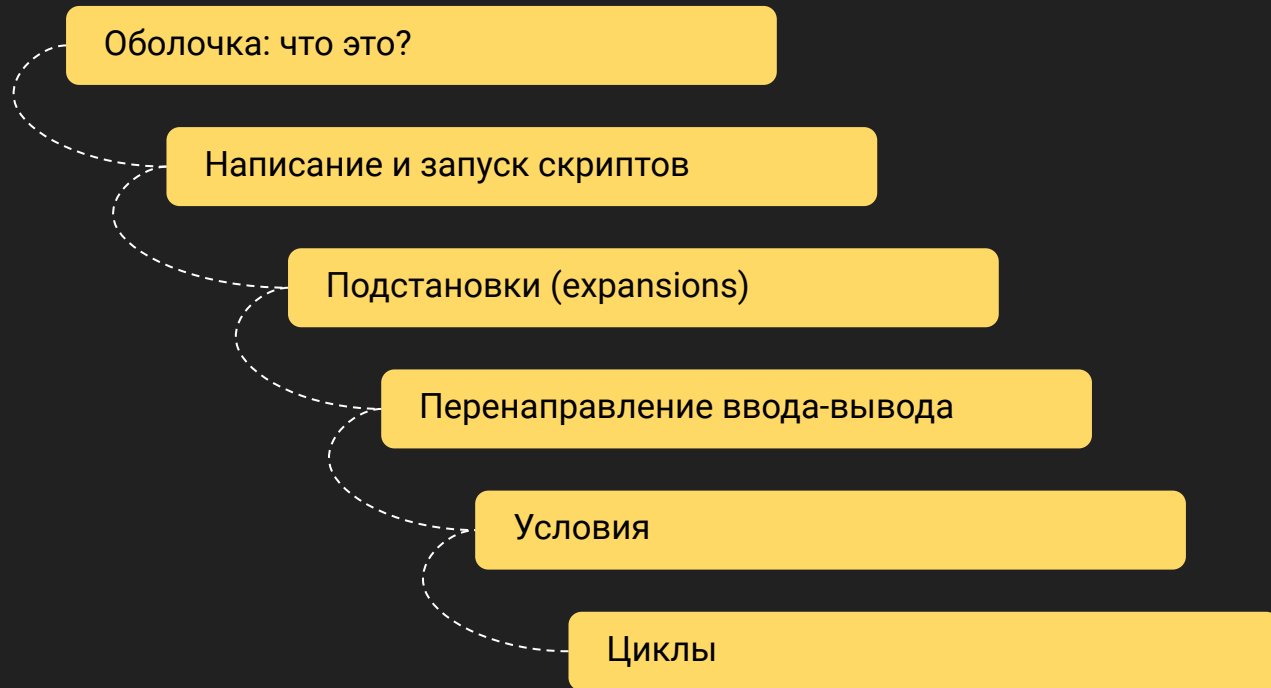 Оболочка: что это?
Написание и запуск скриптов
Подстановки (expansions)
Перенаправление ввода-вывода
Условия
Циклы